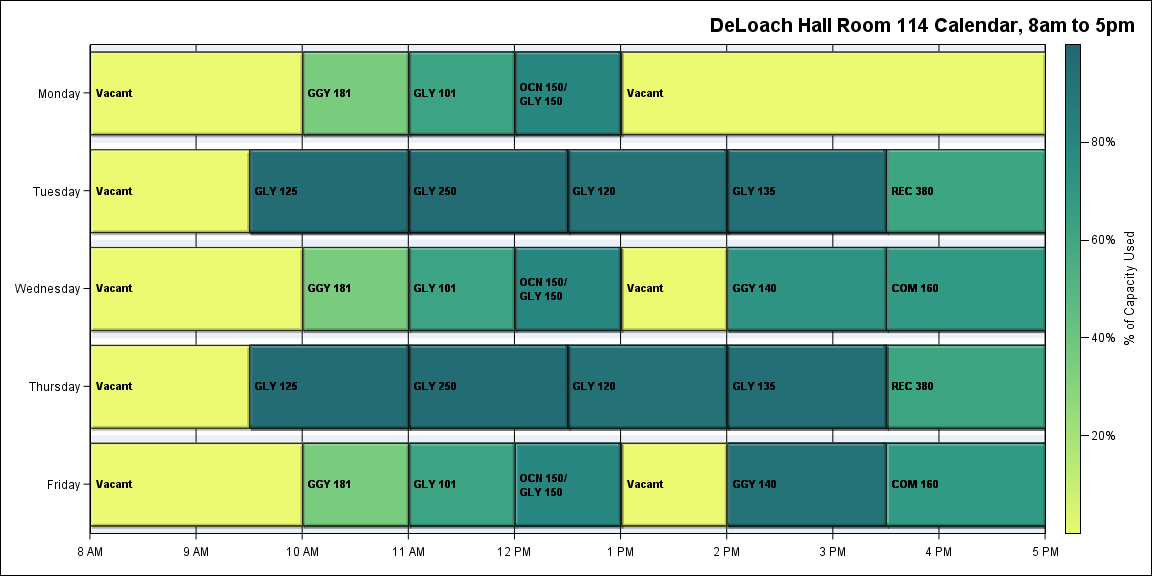 DeLoach Hall Room 114 Calendar, 8am to 5pm
Monday
Vacant
GGY 181
GLY 101
OCN 150/
GLY 150
Vacant
Tuesday
Vacant
GLY 125
GLY 250
GLY 120
GLY 135
REC 380
Wednesday
Vacant
GGY 181
GLY 101
OCN 150/
GLY 150
Vacant
GGY 140
COM 160
Thursday
Vacant
GLY 125
GLY 250
GLY 120
GLY 135
REC 380
Friday
Vacant
GGY 181
GLY 101
OCN 150/
GLY 150
Vacant
GGY 140
COM 160
8 AM
9 AM
10 AM
11 AM
12 PM
1 PM
2 PM
3 PM
4 PM
5 PM
80%
60%
40%
20%
% of Capacity Used